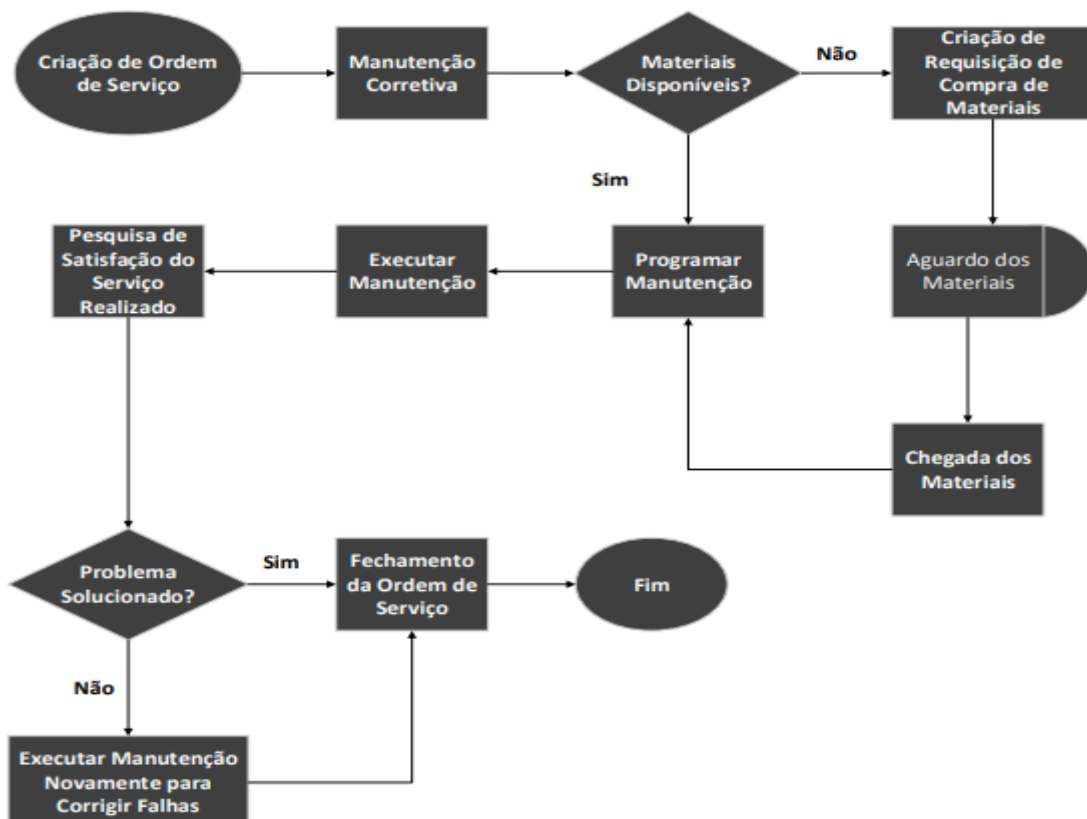 Criação de Ordem
de Serviço
Manutenção
Corretiva
Materiais
Disponíveis?
Não
Criação de
Requisição de
Compra de
Materiais
Sim
Pesquisa de
Satisfação do
Serviço
Realizado
Executar
Manutenção
Programar
Manutenção
Aguardo dos
Materiais
Chegada dos
Materiais
Problema
Solucionado?
Sim
Fechamento
da Ordem de
Serviço
Fim
Não
Executar Manutenção
Novamente para
Corrigir Falhas